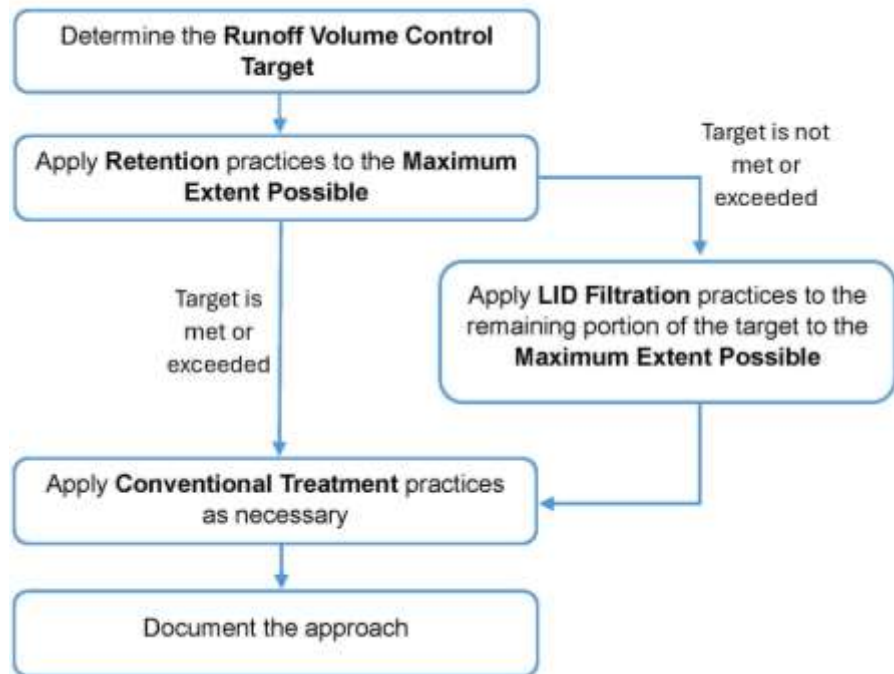 Determine the Runoff Volume Control
Target
Apply Retention practices to the Maximum
Extent Possible
Target is not
met or
exceeded
Target is
met or
exceeded
Apply LID Filtration practices to the
remaining portion of the target to the
Maximum Extent Possible
Apply Conventional Treatment practices
as necessary
Document the approach